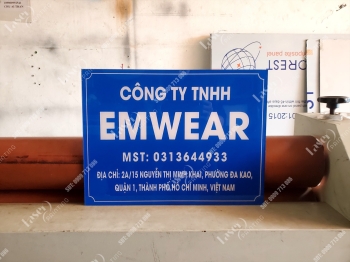 CÔNG TY TNHH
EMWEAR
MST: 0313644933
ĐỊA CHỈ: 2A/15 NGUYỄN THỊ MINH KHAI, PHƯỜNG ĐA KAO,
QUẬN 1, THÀNH PHỐ HỒ CHÍ MINH, VIỆT NAM